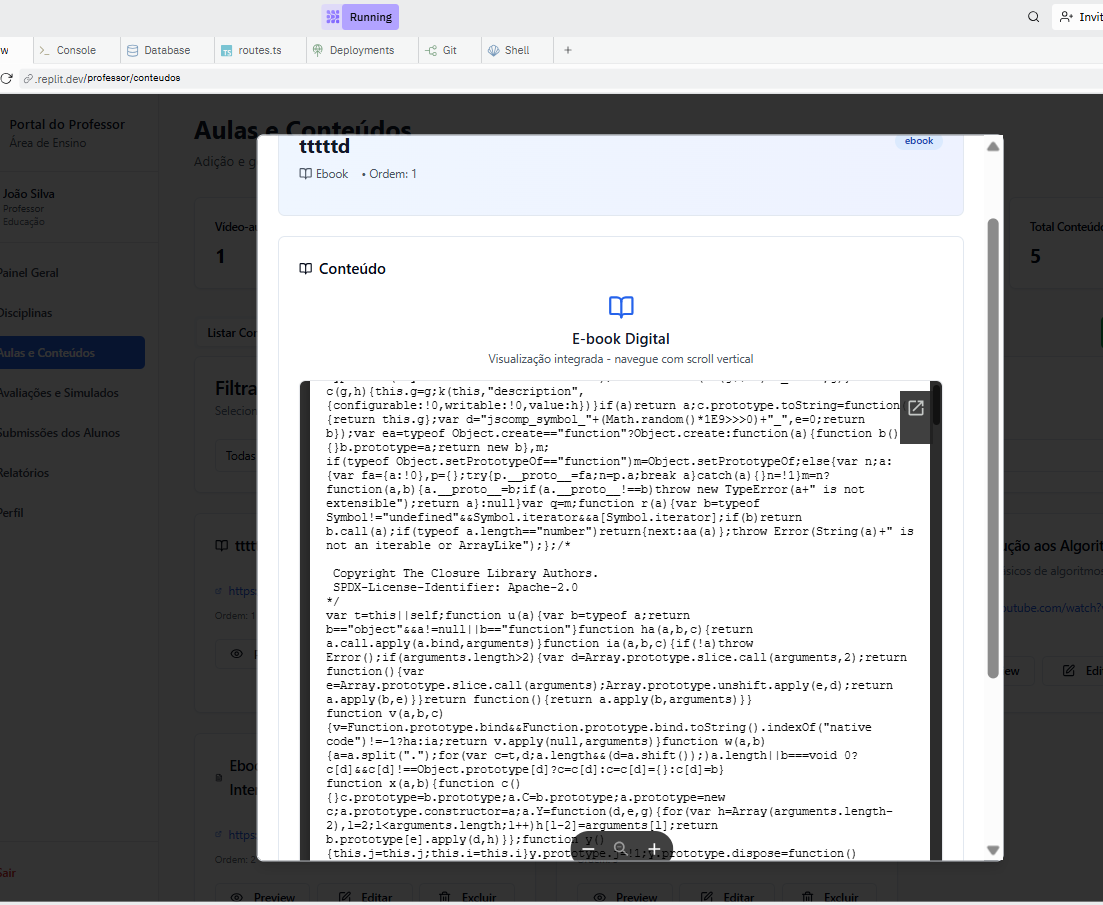 Running
Invit
w
Console
Database
routes.ts
Deployments
Git
Shell
.replit.dev/professor/conteudos
Portal do Professor
Área de Ensino
Aulas e Conteúdos
Adição e g
João Silva
Professor
Educação
Vídeo-au
1
Total Conteúdo
5
Painel Geral
Disciplinas
Aulas e Conteúdos
Avaliações e Simulados
Submissões dos Alunos
Relatórios
Perfil
Sair
Listar Con
Filtra
Selecion
Todas
tttt
https:
Ordem: 1
Eboo
Inte
https:
Ordem: 2
Preview
Editar
Excluir
Preview
Editar
Excluir
ução aos Algorit
sicos de algoritmos
utube.com/watch?v
ew
Edi
tttttd
ebook
Ebook • Ordem: 1
Conteúdo
E-book Digital
Visualização integrada - navegue com scroll vertical
c(g,h){this.g=g;k(this,"description",
{configurable:!0,writable:!0,value:h})}if(a)return a;c.prototype.toString=function
{return this.g};var d="jscomp_symbol_"+(Math.random()*1E9>>>0)+"_",e=0;return
b});var ea=typeof Object.create=="function"?Object.create:function(a){function b()
{}b.prototype=a;return new b},m;
if(typeof Object.setPrototypeOf=="function")m=Object.setPrototypeOf;else{var n;a:
{var fa={a:!0},p={};try{p.__proto__=fa;n=p.a;break a}catch(a){}n=!1}m=n?
function(a,b){a.__proto__=b;if(a.__proto__!==b)throw new TypeError(a+" is not
extensible");return a}:null}var q=m;function r(a){var b=typeof
Symbol!="undefined"&&Symbol.iterator&&a[Symbol.iterator];if(b)return
b.call(a);if(typeof a.length=="number")return{next:aa(a)};throw Error(String(a)+" is
not an iterable or ArrayLike");};/*
Copyright The Closure Library Authors.
SPDX-License-Identifier: Apache-2.0
*/
var t=this||self;function u(a){var b=typeof a;return
b=="object"&&a!=null||b=="function"}function ha(a,b,c){return
a.call.apply(a.bind,arguments)}function ia(a,b,c){if(!a)throw
Error();if(arguments.length>2){var d=Array.prototype.slice.call(arguments,2);return
function(){var
e=Array.prototype.slice.call(arguments);Array.prototype.unshift.apply(e,d);return
a.apply(b,e)}}return function(){return a.apply(b,arguments)}}
function v(a,b,c)
{v=Function.prototype.bind&&Function.prototype.bind.toString().indexOf("native
code")!=-1?ha:ia;return v.apply(null,arguments)}function w(a,b)
{a=a.split(".");for(var c=t,d;a.length&&(d=a.shift());)a.length||b===void 0?
c[d]&&c[d]!==Object.prototype[d]?c=c[d]:c=c[d]={}:c[d]=b}
function x(a,b){function c()
{}c.prototype=b.prototype;a.C=b.prototype;a.prototype=new
c;a.prototype.constructor=a;a.Y=function(d,e,g){for(var h=Array(arguments.length-
2),l=2;l<arguments.length;l++)h[l-2]=arguments[l];return
b.prototype[e].apply(d,h)}};function y()
{this.j=this.j;this.i=this.i}y.prototype.j=!1;y.prototype.dispose=function()